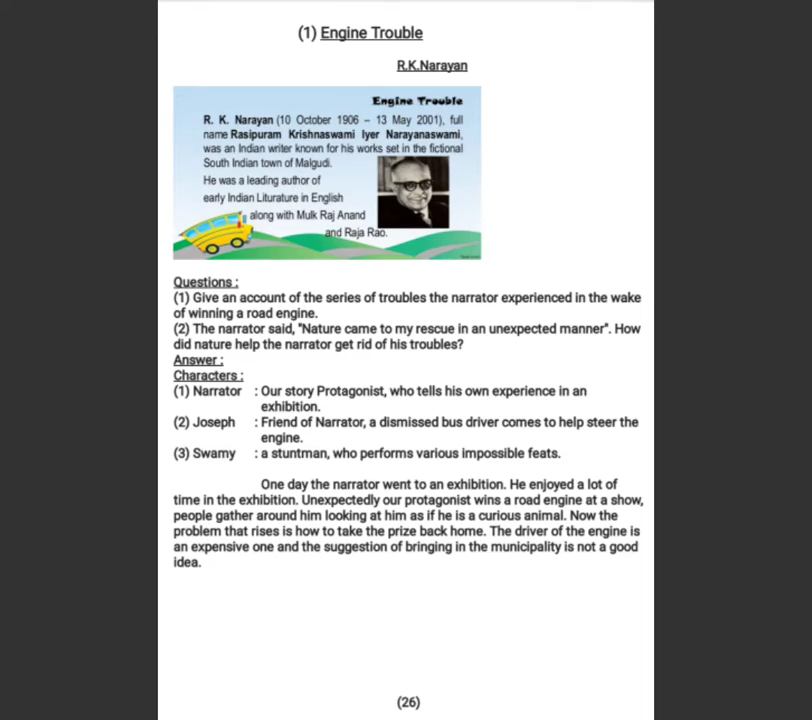 (1) Engine Trouble
R.K.Narayan
Engine Trouble
R. K. Narayan (10 October 1906 – 13 May 2001), full
name Rasipuram Krishnaswami Iyer Narayanaswami,
was an Indian writer known for his works set in the fictional
South Indian town of Malgudi.
He was a leading author of
early Indian Liturature in English
along with Mulk Raj Anand
and Raja Rao.
Questions :
(1) Give an account of the series of troubles the narrator experienced in the wake
of winning a road engine.
(2) The narrator said, "Nature came to my rescue in an unexpected manner". How
did nature help the narrator get rid of his troubles?
Answer :
Characters :
(1) Narrator : Our story Protagonist, who tells his own experience in an
exhibition.
(2) Joseph : Friend of Narrator, a dismissed bus driver comes to help steer the
engine.
(3) Swamy : a stuntman, who performs various impossible feats.
One day the narrator went to an exhibition. He enjoyed a lot of
time in the exhibition. Unexpectedly our protagonist wins a road engine at a show,
people gather around him looking at him as if he is a curious animal. Now the
problem that rises is how to take the prize back home. The driver of the engine is
an expensive one and the suggestion of bringing in the municipality is not a good
idea.
(26)